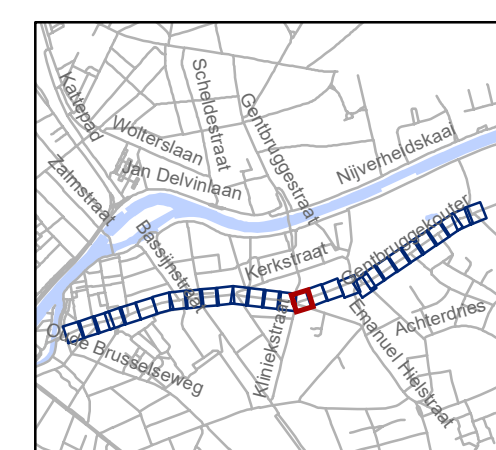 Kattepad
Scheldestraat
Gentbruggestraat
Wolterslaan
Nijverheidskaai
Zalmstraat
Jan Delvinlaan
Bassijnstraat
Kerkstraat
Gentbruggekouter
Kliniekstraat
Emanuel Hielstraat
Achterdries
Oude Brusselseweg